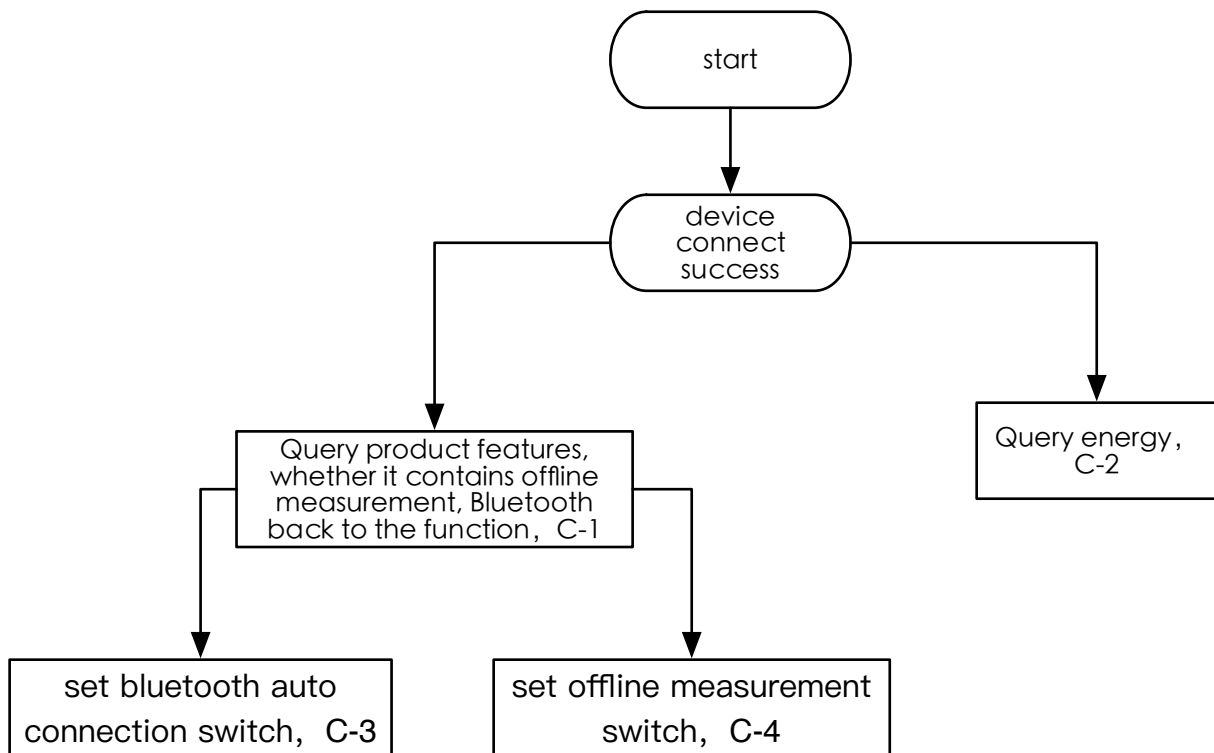 start
device
connect
success
Query product features,
whether it contains offline
measurement, Bluetooth
back to the function，C-1
Query energy，
C-2
set bluetooth auto
connection switch，C-3
set offline measurement
switch，C-4